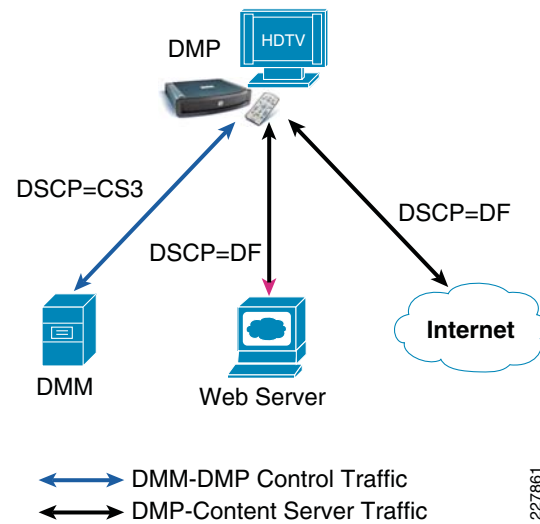 DMP
HDTV
DSCP=CS3
DSCP=DF
DSCP=DF
DMM
Web Server
Internet
DMM-DMP Control Traffic
DMP-Content Server Traffic
227861